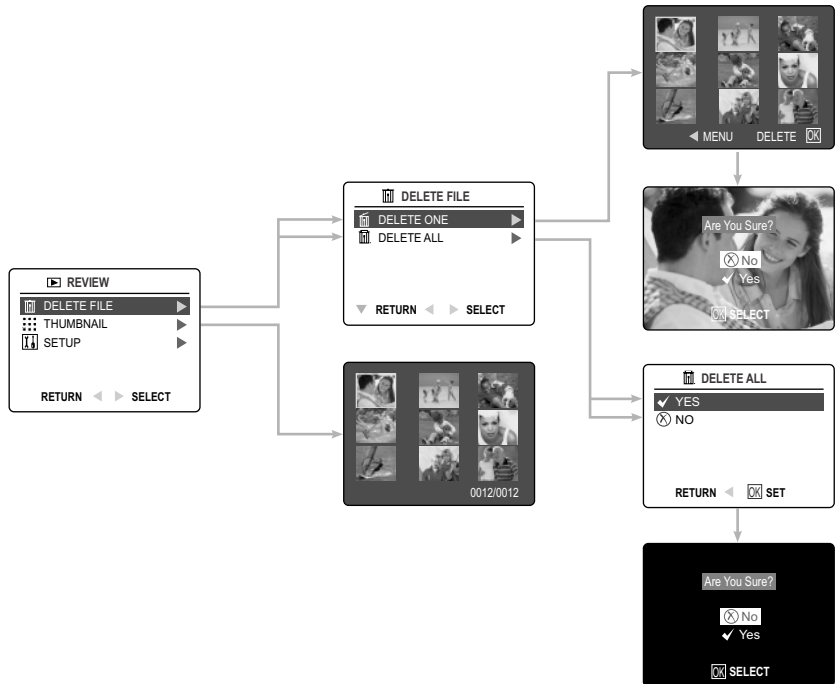 REVIEW
DELETE FILE
THUMBNAIL
SETUP
RETURN SELECT
DELETE FILE
DELETE ONE
DELETE ALL
RETURN SELECT
0012/0012
MENU DELETE OK
Are You Sure?
No
Yes
OK SELECT
DELETE ALL
YES
NO
RETURN OK SET
Are You Sure?
No
Yes
OK SELECT